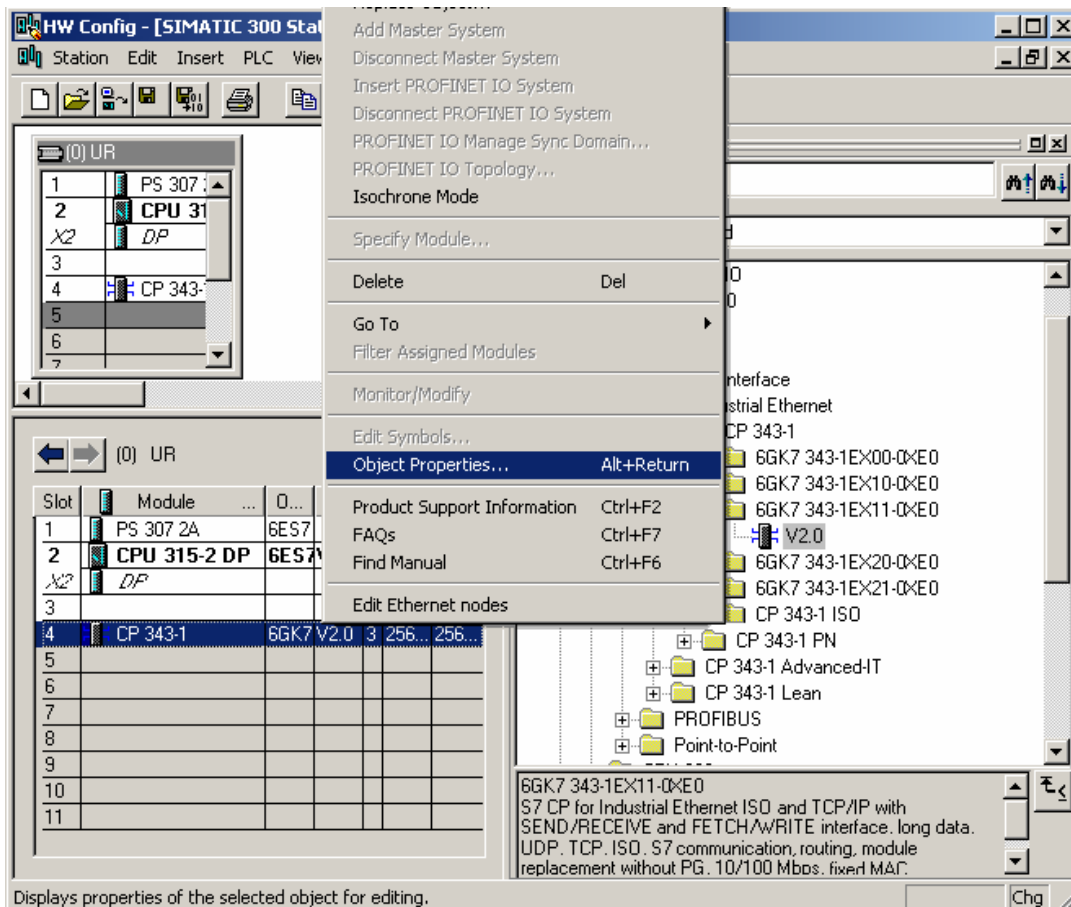 HW Config - [SIMATIC 300 Stat
Station Edit Insert PLC View
(0) UR
1 PS 307 2
2 CPU 31
X2 DP
3
4 CP 343-1
5
6
7
Add Master System
Disconnect Master System
Insert PROFINET IO System
Disconnect PROFINET IO System
PROFINET IO Manage Sync Domain...
PROFINET IO Topology...
Isochrone Mode
Specify Module...
Delete Del
Go To
Filter Assigned Modules
Monitor/Modify
Edit Symbols...
Object Properties... Alt+Return
Product Support Information Ctrl+F2
FAQs Ctrl+F7
Find Manual Ctrl+F6
Edit Ethernet nodes
(0) UR
Slot Module ... O...
1 PS 307 2A 6ES7
2 CPU 315-2 DP 6ES7
X2 DP
3
4 CP 343-1 6GK7 V2.0 3 256... 256...
5
6
7
8
9
10
11
nterface
strial Ethernet
CP 343-1
6GK7 343-1EX00-0XE0
6GK7 343-1EX10-0XE0
6GK7 343-1EX11-0XE0
V2.0
6GK7 343-1EX20-0XE0
6GK7 343-1EX21-0XE0
CP 343-1 ISO
CP 343-1 PN
CP 343-1 Advanced-IT
CP 343-1 Lean
PROFIBUS
Point-to-Point
6GK7 343-1EX11-0XE0
S7 CP for Industrial Ethernet ISO and TCP/IP with
SEND/RECEIVE and FETCH/WRITE interface, long data.
UDP, TCP, ISO, S7 communication, routing, module
replacement without PG, 10/100 Mbps, fixed MAC
Displays properties of the selected object for editing.
Chg